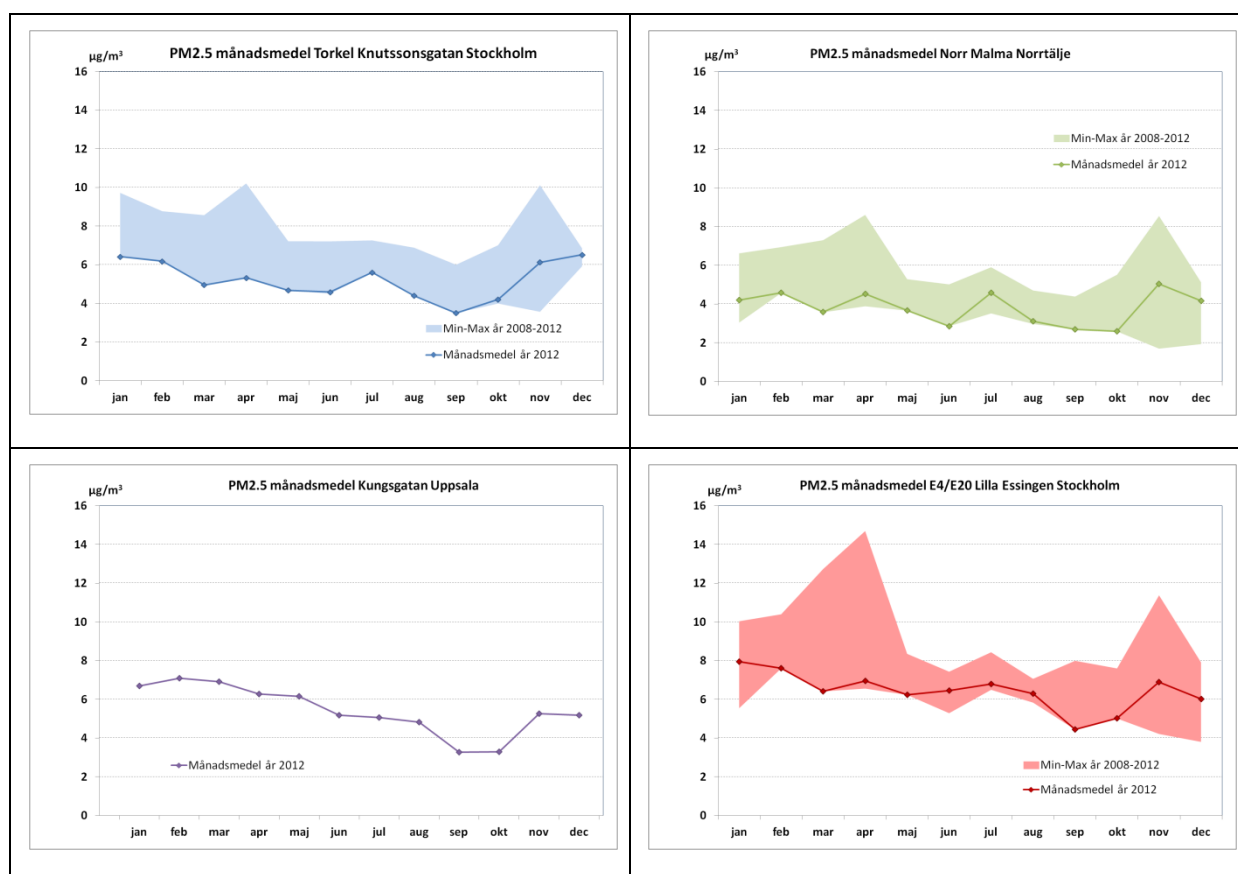 PM2.5 månadsmedel Torkel Knutssonsgatan Stockholm
µg/m³
16
14
12
10
8
6
4
2
0
Min-Max år 2008-2012
Månadsmedel år 2012
jan feb mar apr maj jun jul aug sep okt nov dec
PM2.5 månadsmedel Norr Malma Norrtälje
µg/m³
16
14
12
10
8
6
4
2
0
Min-Max år 2008-2012
Månadsmedel år 2012
jan feb mar apr maj jun jul aug sep okt nov dec
PM2.5 månadsmedel Kungsgatan Uppsala
µg/m³
16
14
12
10
8
6
4
2
0
Månadsmedel år 2012
jan feb mar apr maj jun jul aug sep okt nov dec
PM2.5 månadsmedel E4/E20 Lilla Essingen Stockholm
µg/m³
16
14
12
10
8
6
4
2
0
Min-Max år 2008-2012
Månadsmedel år 2012
jan feb mar apr maj jun jul aug sep okt nov dec